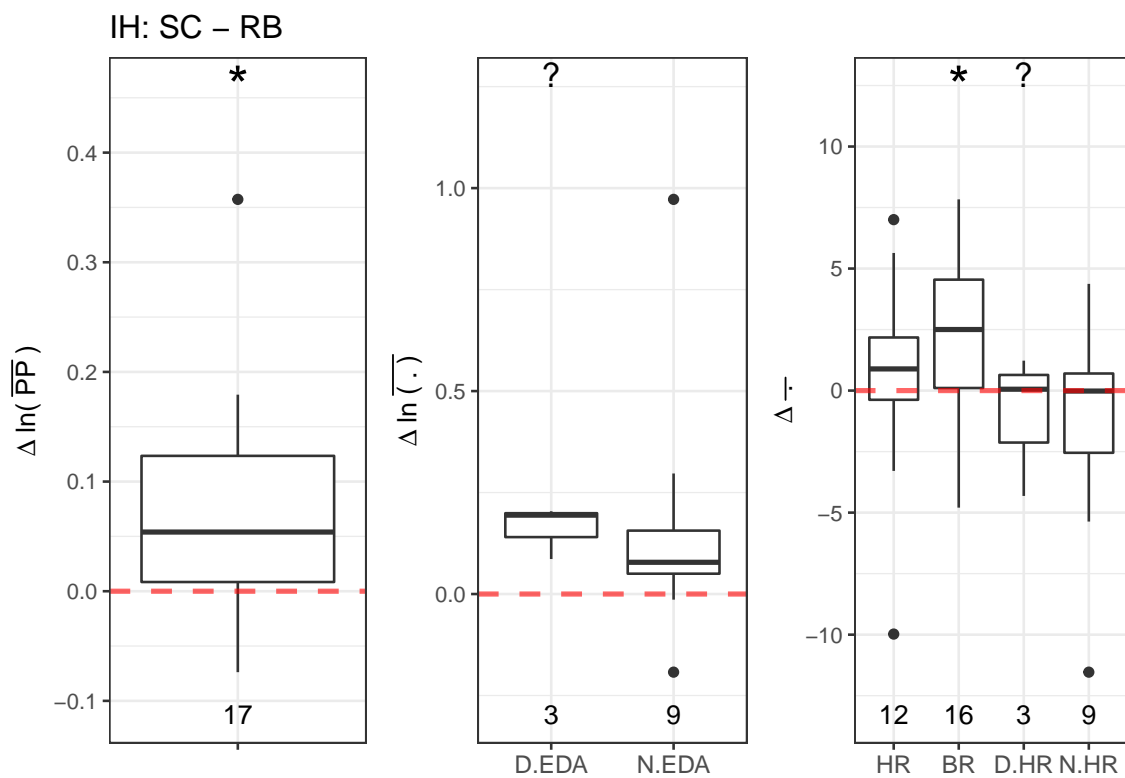 IH: SC − RB
Δ ln( P̅P̅ )
0.4
0.3
0.2
0.1
0.0
−0.1
*
17
Δ ln ( . )̅
1.0
0.5
0.0
?
3
9
D.EDA
N.EDA
Δ .̅
10
5
0
−5
−10
*
?
12
16
3
9
HR
BR
D.HR
N.HR